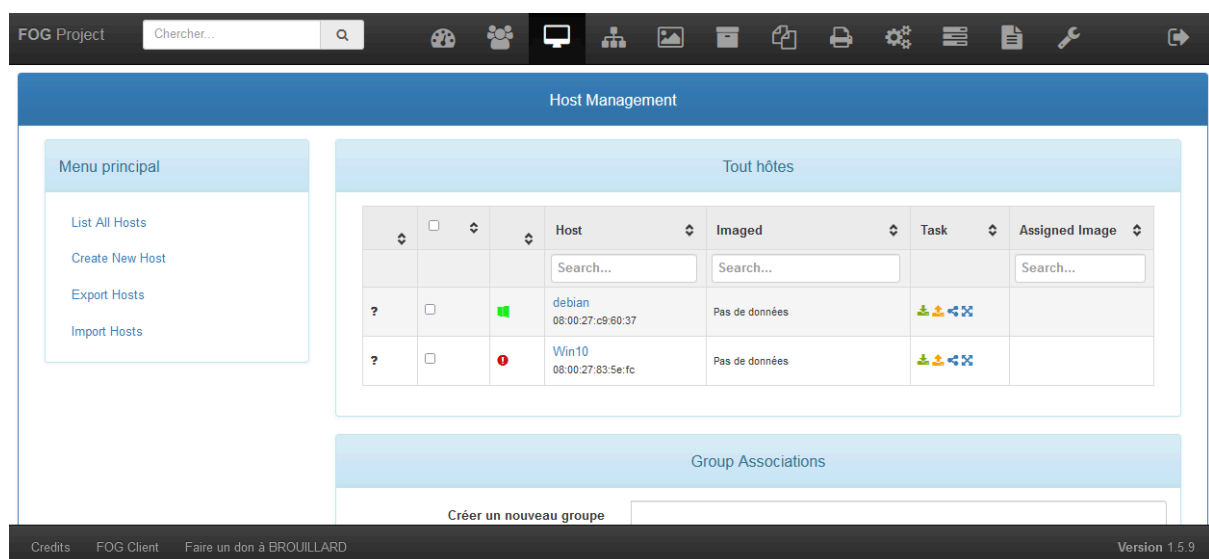 FOG Project
Chercher...
Host Management
Menu principal
List All Hosts
Create New Host
Export Hosts
Import Hosts
Tout hôtes
Host Imaged Task Assigned Image
Search... Search... Search...
? debian
08:00:27:c9:60:37 Pas de données
? Win10
08:00:27:83:5e:fc Pas de données
Group Associations
Créer un nouveau groupe
Credits FOG Client Faire un don à BROUILLARD Version 1.5.9